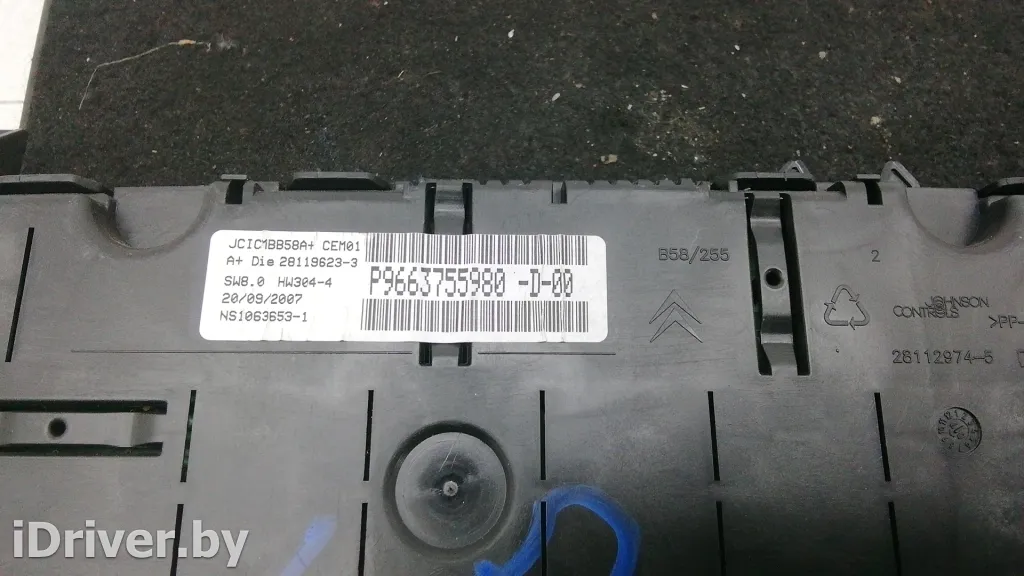 JCIC1BB58A+ CEM01
A+ Die 28119623-3
SW8.0 HW304-4
20/09/2007
NS1063653-1
P9663755980 -D-00
B58/255
2
JOHNSON
CONTROLS
>PP-
28112974-5
iDriver.by